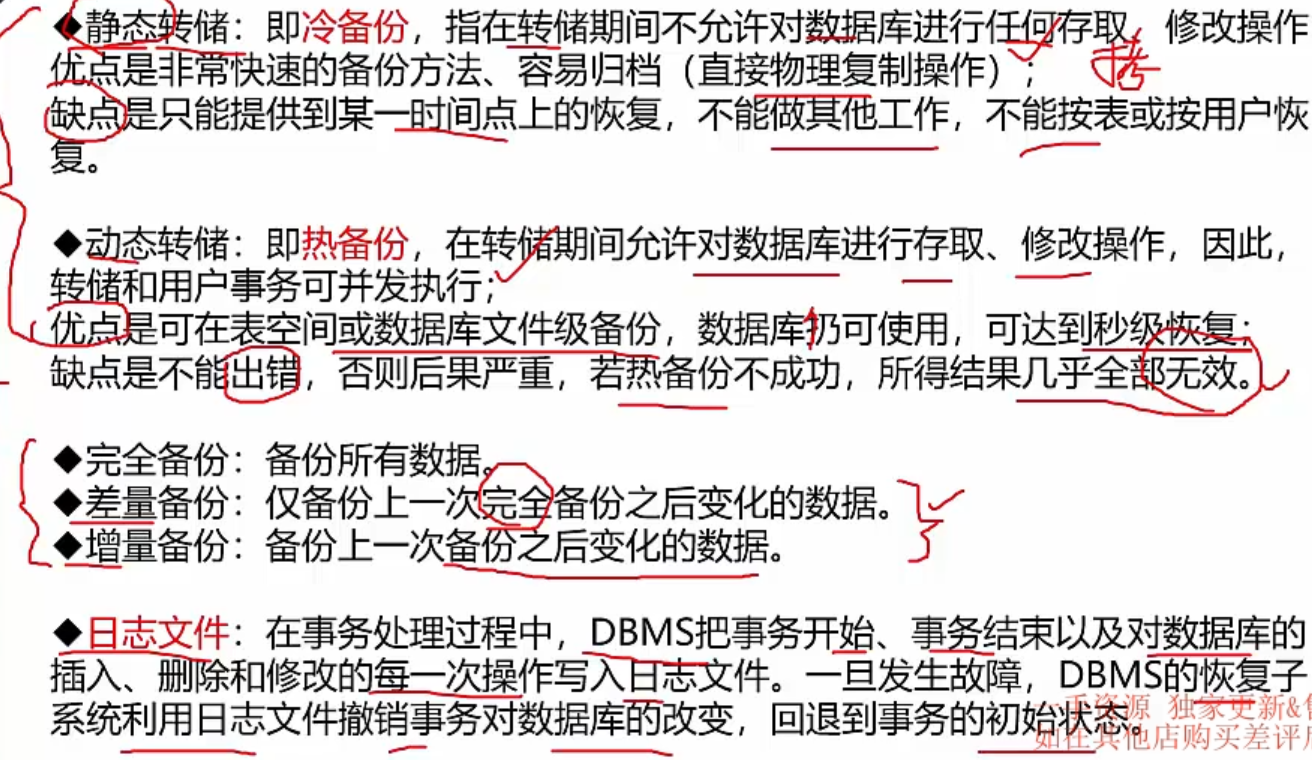 ◆静态转储：即冷备份，指在转储期间不允许对数据库进行任何存取、修改操作
优点是非常快速的备份方法、容易归档（直接物理复制操作）；
拷
缺点是只能提供到某一时间点上的恢复，不能做其他工作，不能按表或按用户恢
复。
◆动态转储：即热备份，在转储期间允许对数据库进行存取、修改操作，因此，
转储和用户事务可并发执行；
优点是可在表空间或数据库文件级备份，数据库仍可使用，可达到秒级恢复；
缺点是不能出错，否则后果严重，若热备份不成功，所得结果几乎全部无效。
◆完全备份：备份所有数据。
◆差量备份：仅备份上一次完全备份之后变化的数据。
◆增量备份：备份上一次备份之后变化的数据。
◆日志文件：在事务处理过程中，DBMS把事务开始、事务结束以及对数据库的
插入、删除和修改的每一次操作写入日志文件。一旦发生故障，DBMS的恢复子
系统利用日志文件撤销事务对数据库的改变，回退到事务的初始状态。
一手资源 独家更新&售
如在其他店购买差评后